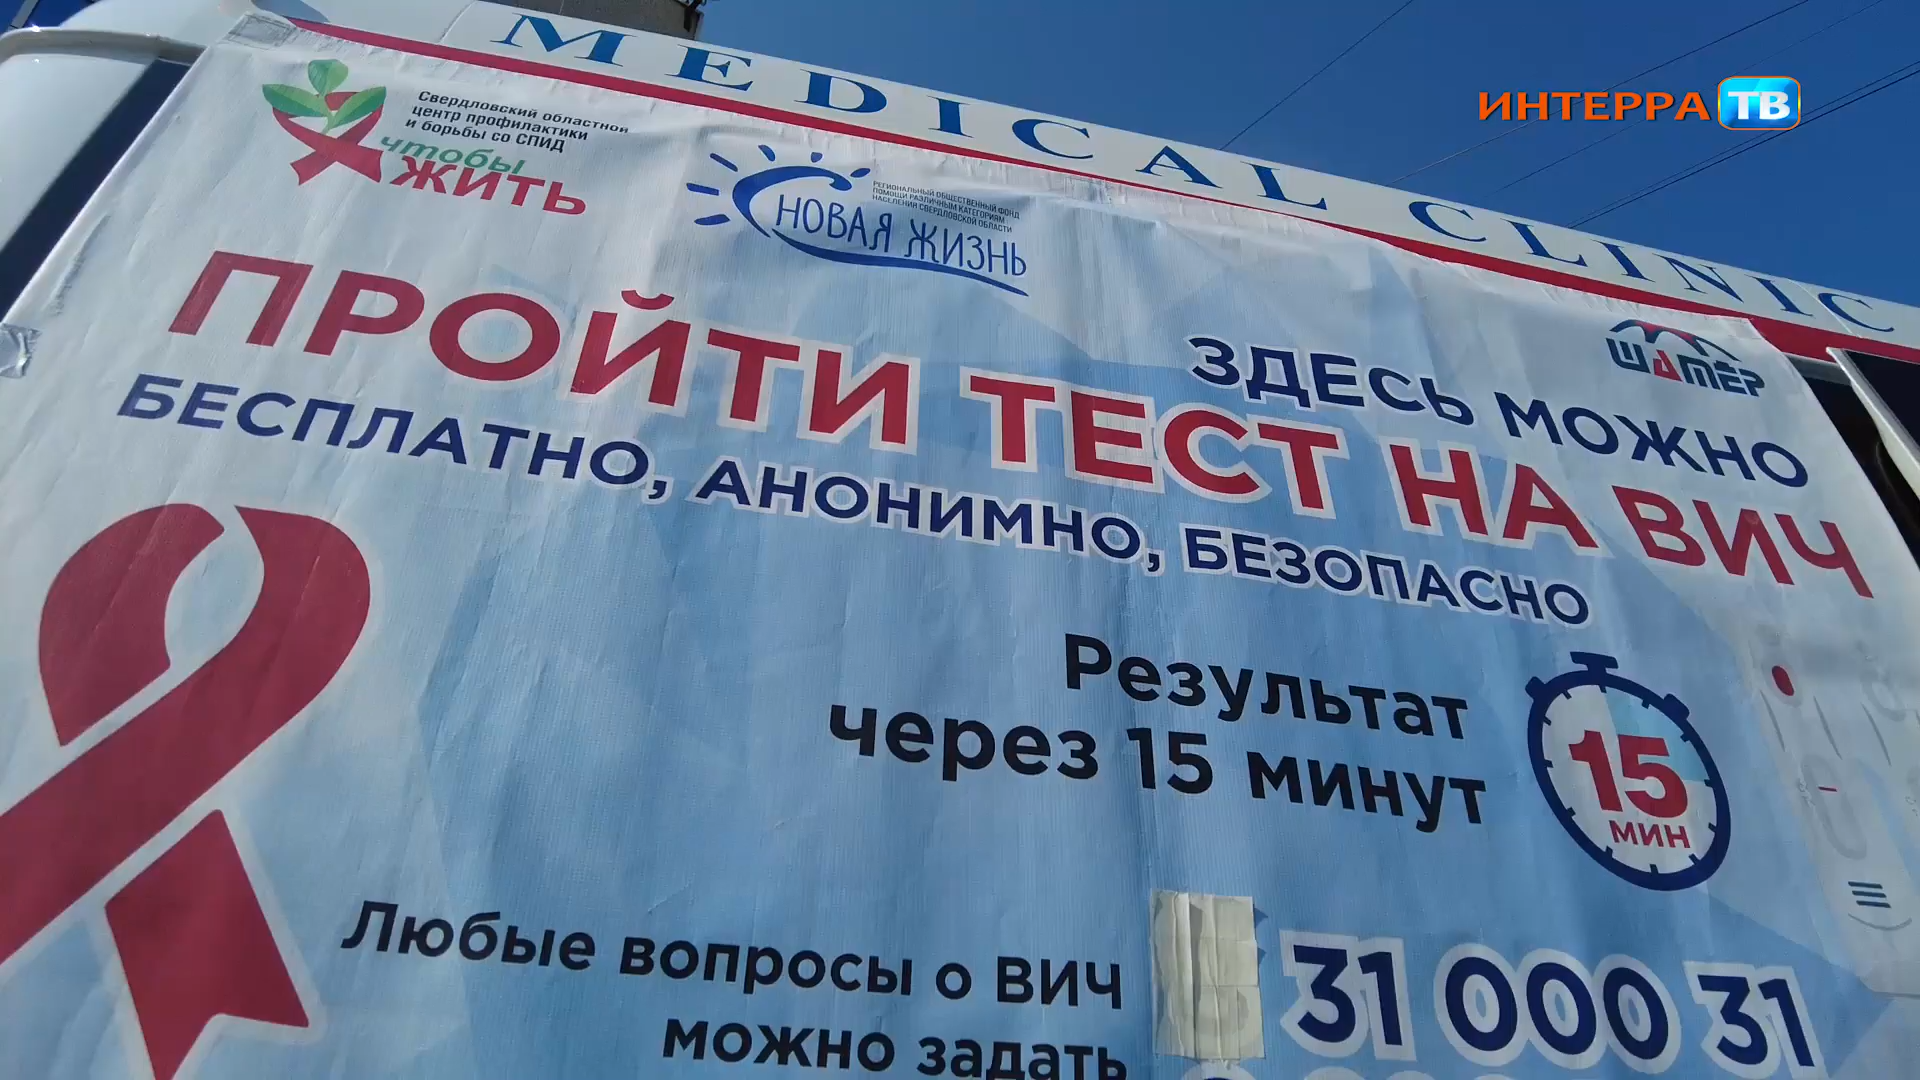 MEDICAL CLINIC
ИНТЕРРА ТВ
Свердловский областной
центр профилактики
и борьбы со СПИД
чтобы
ЖИТЬ
НОВАЯ ЖИЗНЬ
РЕГИОНАЛЬНЫЙ ОБЩЕСТВЕННЫЙ ФОНД
ПОМОЩИ РАЗЛИЧНЫМ КАТЕГОРИЯМ
НАСЕЛЕНИЯ СВЕРДЛОВСКОЙ ОБЛАСТИ
ШАТЁР
ЗДЕСЬ МОЖНО
ПРОЙТИ ТЕСТ НА ВИЧ
БЕСПЛАТНО, АНОНИМНО, БЕЗОПАСНО
Результат
через 15 минут
15
МИН
Любые вопросы о ВИЧ
можно задать
31 000 31